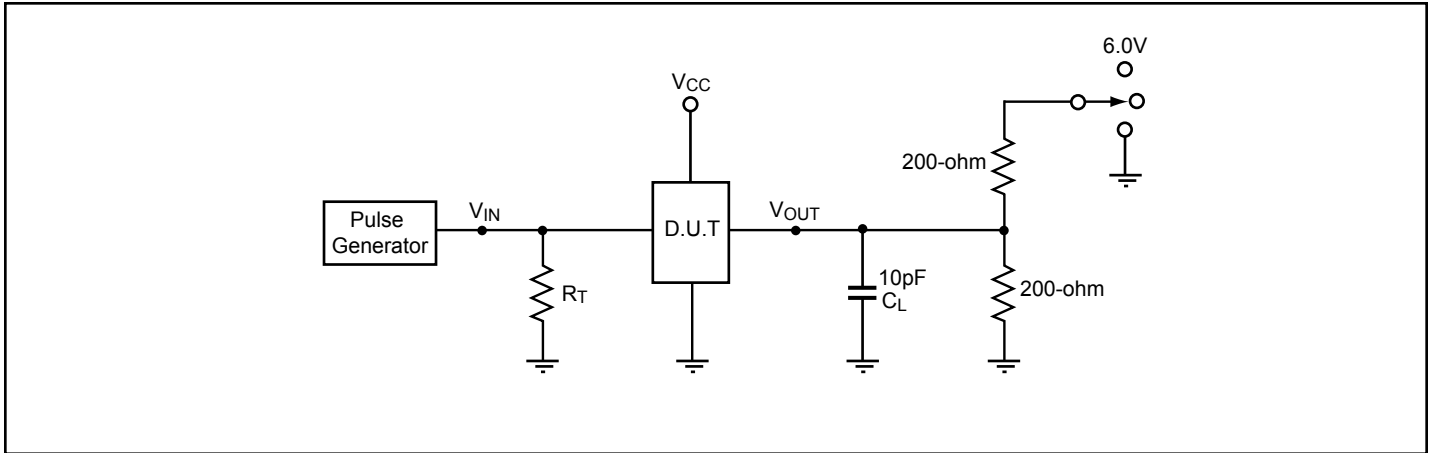 6.0V
VCC
200-ohm
Pulse
Generator
VIN
D.U.T
VOUT
RT
10pF
CL
200-ohm